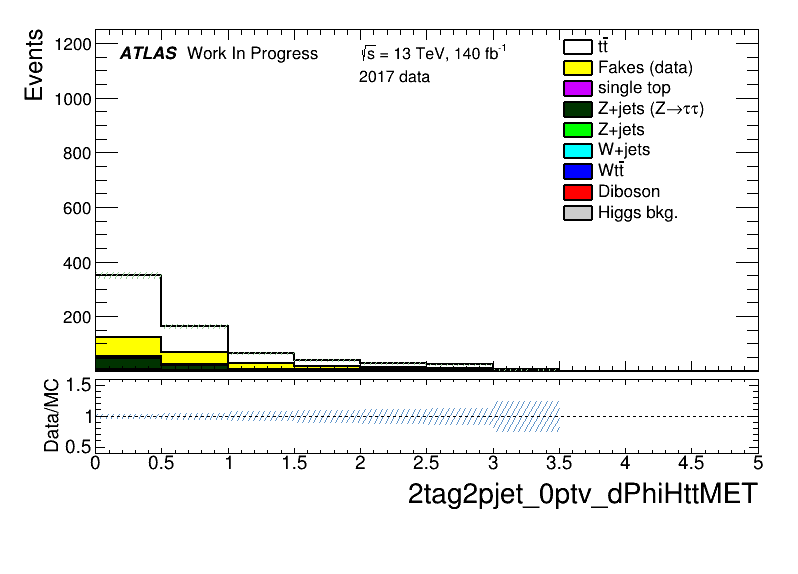 Events
1200
1000
800
600
400
200
ATLAS Work In Progress
√s = 13 TeV, 140 fb⁻¹
2017 data
tt̄
Fakes (data)
single top
Z+jets (Z→ττ)
Z+jets
W+jets
Wtt̄
Diboson
Higgs bkg.
Data/MC
1.5
1
0.5
0 0.5 1 1.5 2 2.5 3 3.5 4 4.5 5
2tag2pjet_0ptv_dPhiHttMET